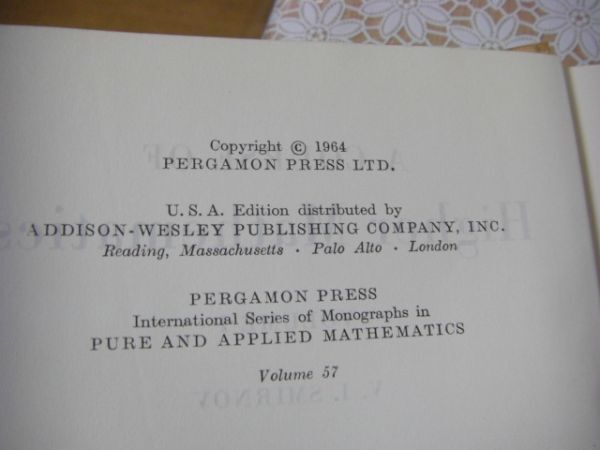 Copyright © 1964
PERGAMON PRESS LTD.
U. S. A. Edition distributed by
ADDISON-WESLEY PUBLISHING COMPANY, INC.
Reading, Massachusetts · Palo Alto · London
PERGAMON PRESS
International Series of Monographs in
PURE AND APPLIED MATHEMATICS
Volume 57
V. I. SMIRNOV